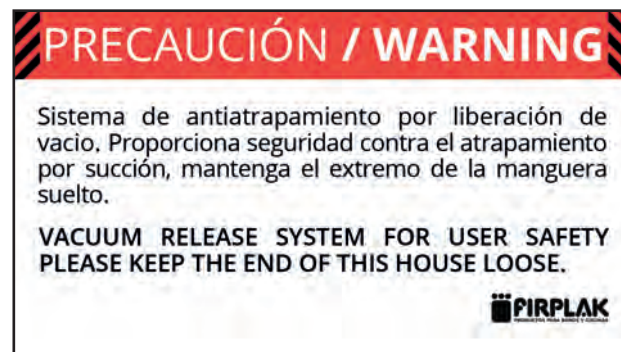 PRECAUCIÓN / WARNING
Sistema de antiatrapamiento por liberación de
vacio. Proporciona seguridad contra el atrapamiento
por succión, mantenga el extremo de la manguera
suelto.
VACUUM RELEASE SYSTEM FOR USER SAFETY
PLEASE KEEP THE END OF THIS HOUSE LOOSE.
FIRPLAK